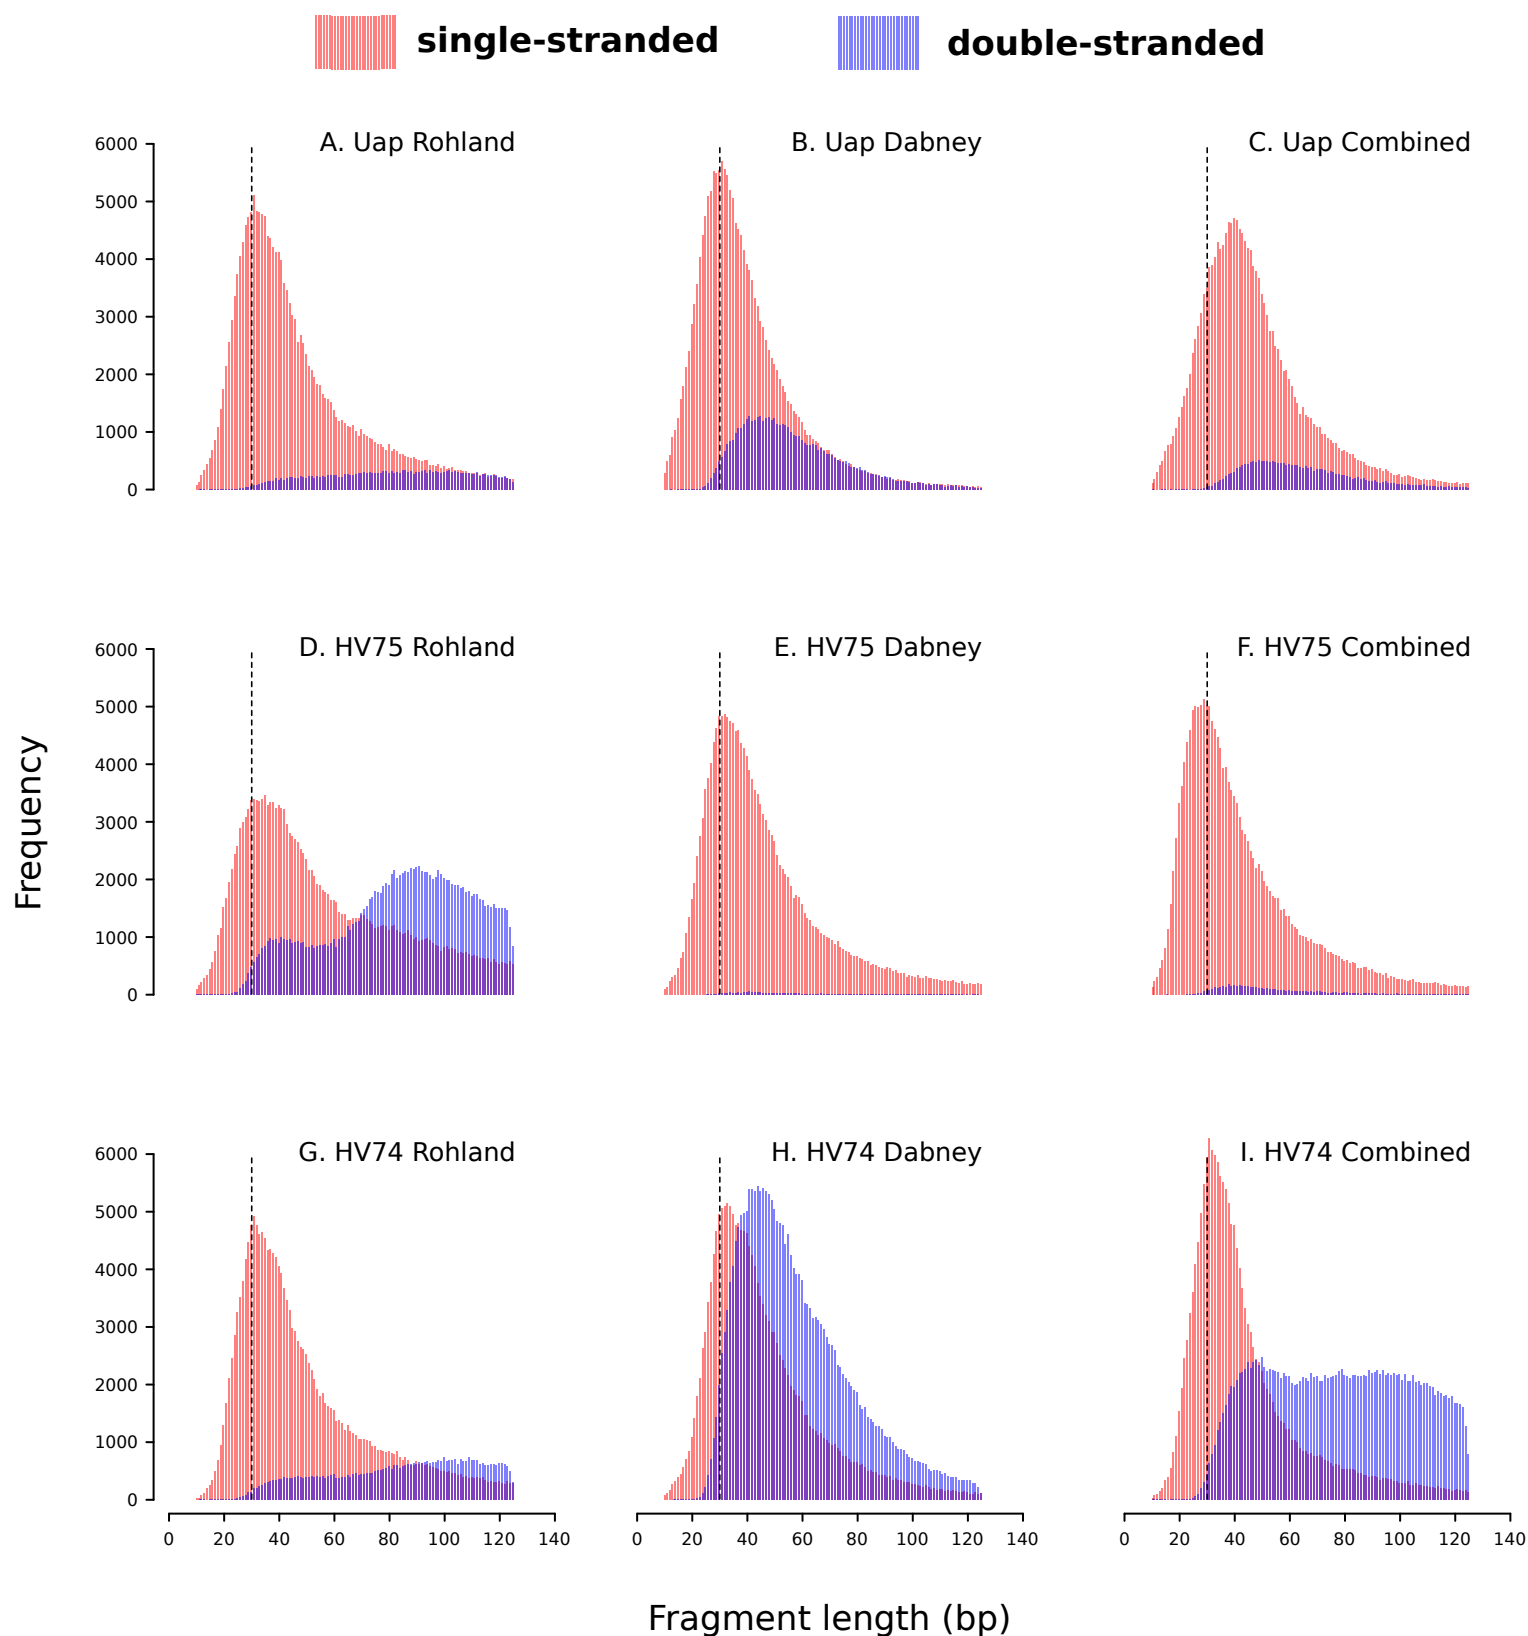 single-stranded
double-stranded
A. Uap Rohland
B. Uap Dabney
C. Uap Combined
6000
5000
4000
3000
2000
1000
0
D. HV75 Rohland
E. HV75 Dabney
F. HV75 Combined
6000
5000
4000
3000
2000
1000
0
Frequency
G. HV74 Rohland
H. HV74 Dabney
I. HV74 Combined
6000
5000
4000
3000
2000
1000
0
0 20 40 60 80 100 120 140
0 20 40 60 80 100 120 140
0 20 40 60 80 100 120 140
Fragment length (bp)